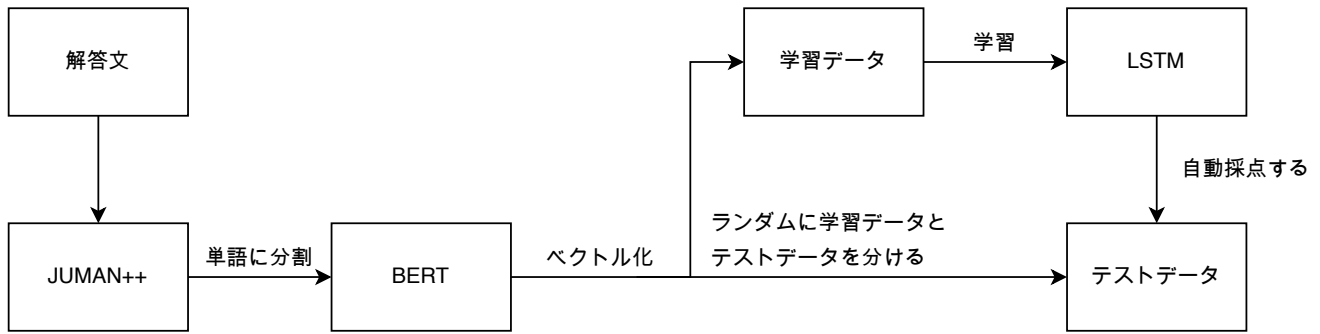 解答文
学習データ
学習
LSTM
自動採点する
JUMAN++
単語に分割
BERT
ベクトル化
ランダムに学習データと
テストデータを分ける
テストデータ